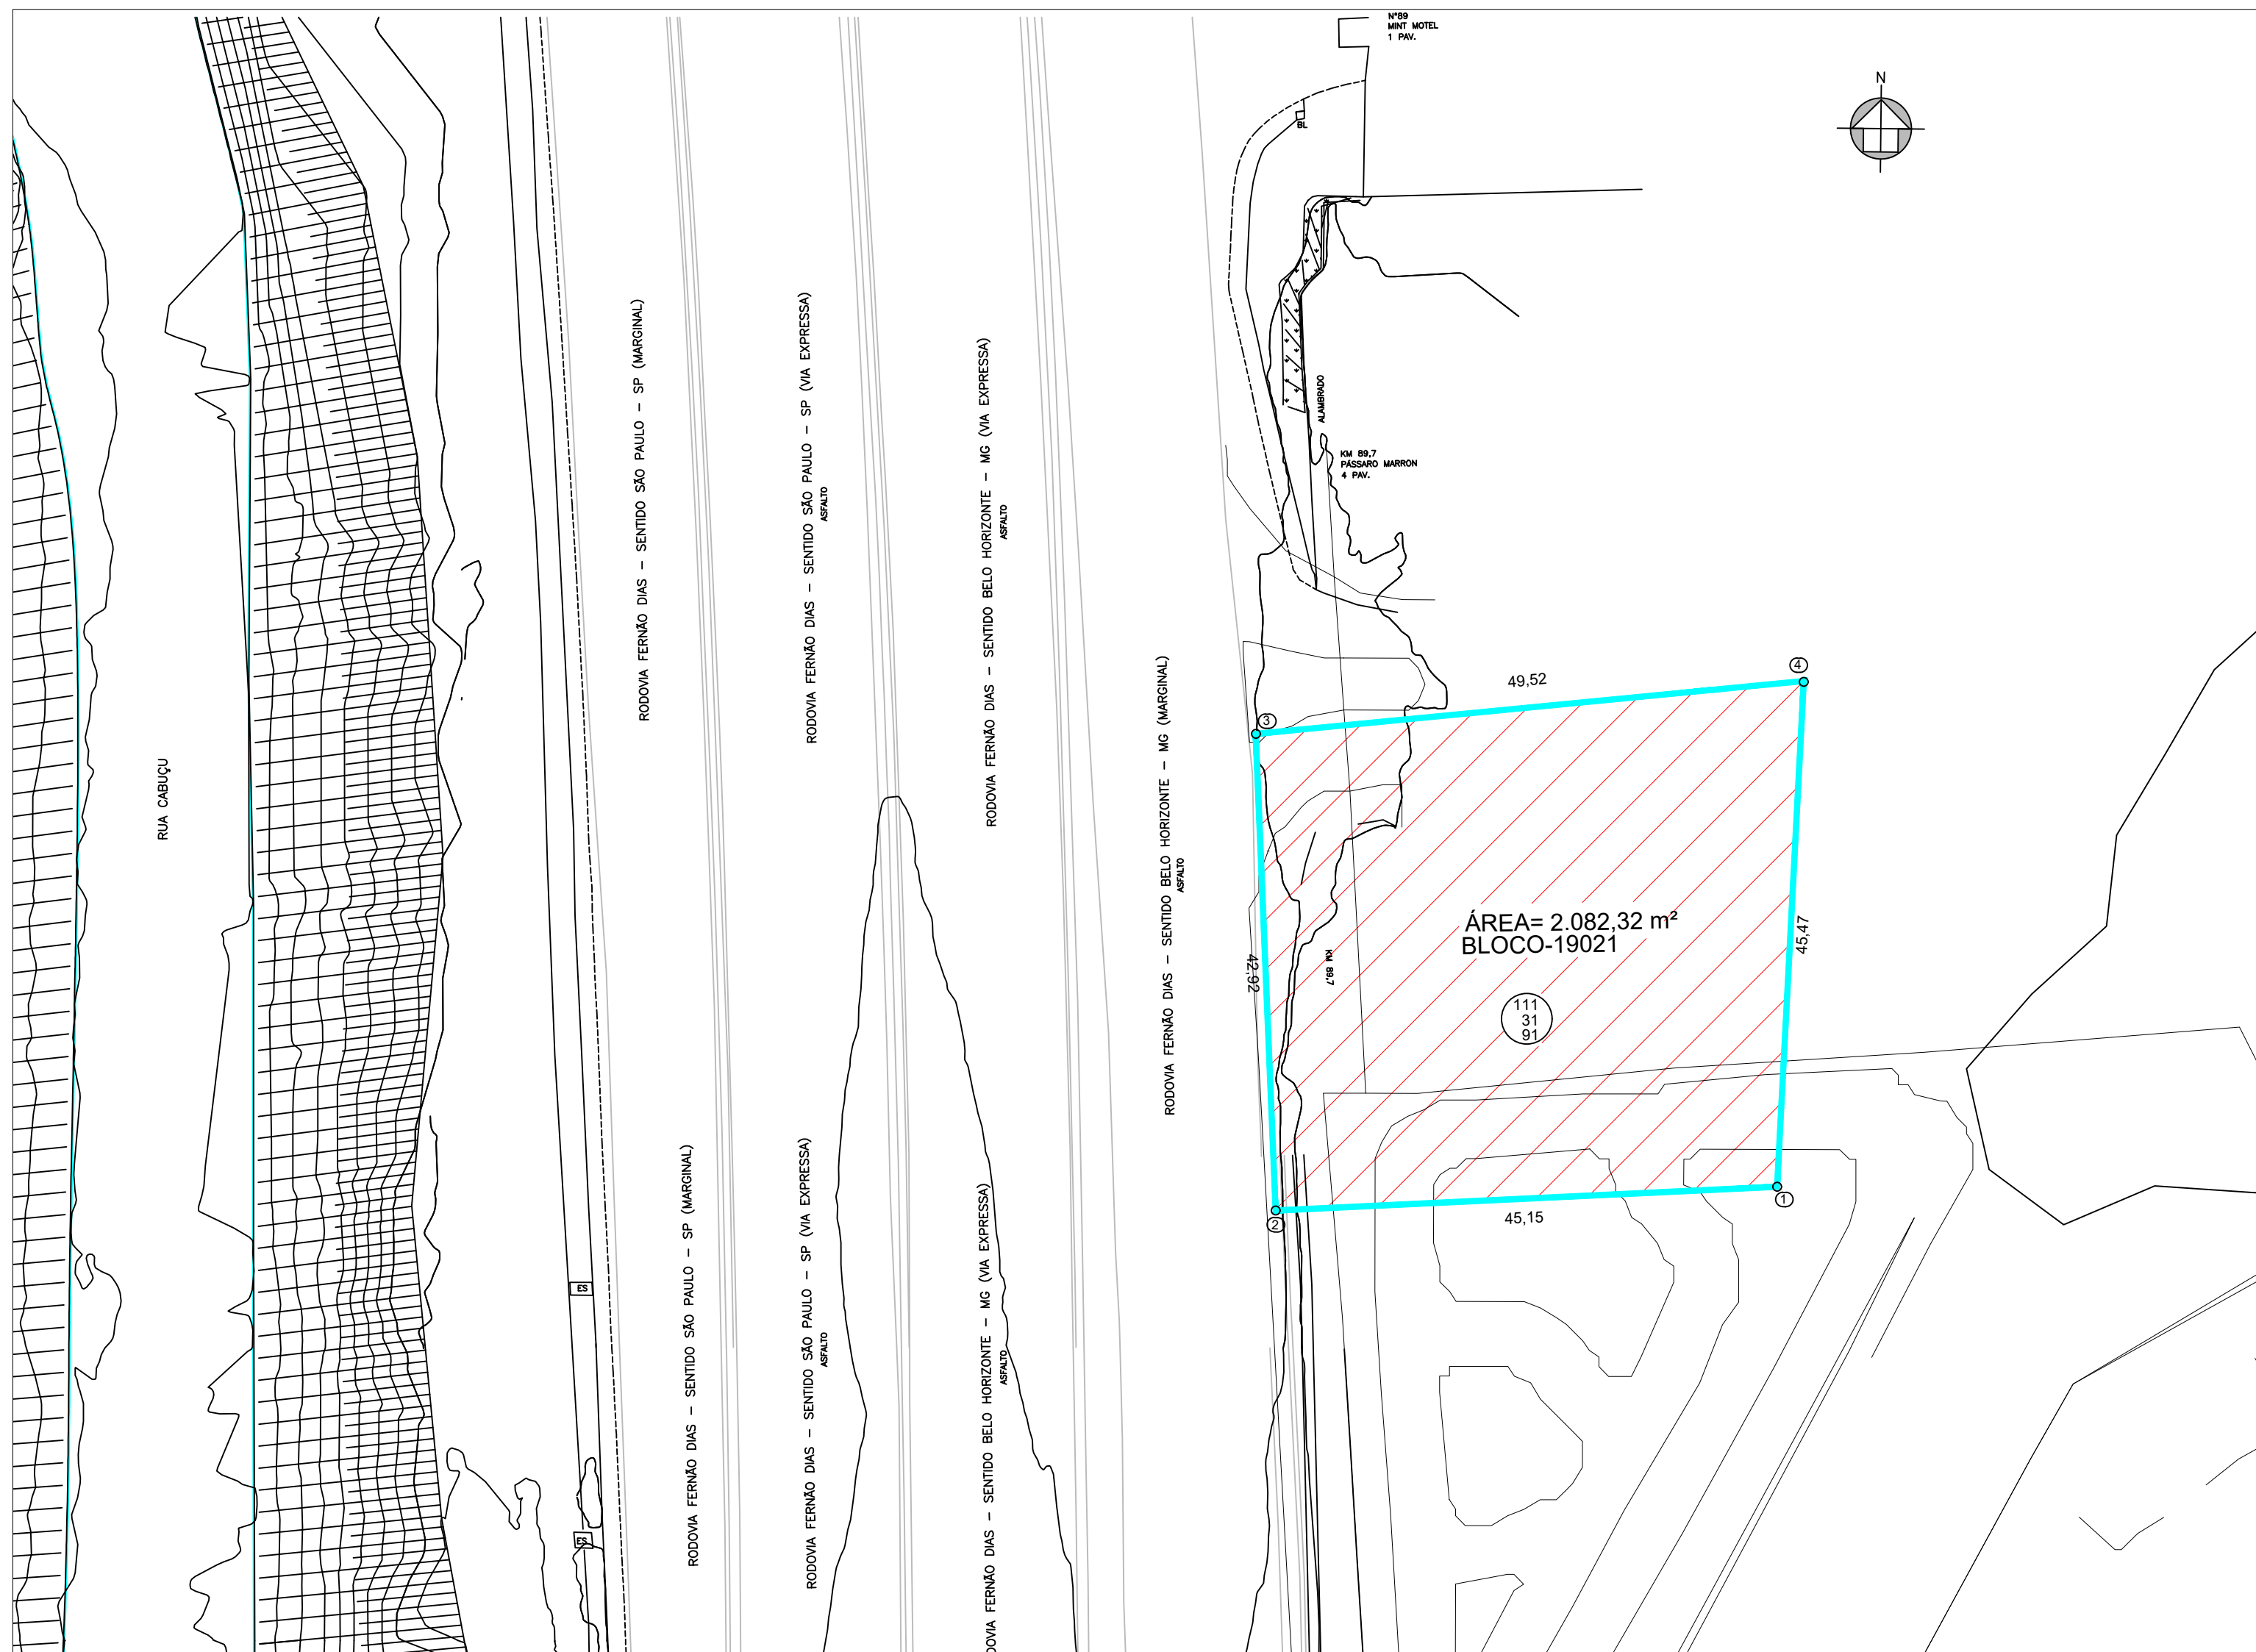 N°89
MINT MOTEL
1 PAV.
N
BL
ALAMBRADO
KM 89,7
PÁSSARO MARRON
4 PAV.
RODOVIA FERNÃO DIAS – SENTIDO SÃO PAULO – SP (MARGINAL)
RODOVIA FERNÃO DIAS – SENTIDO SÃO PAULO – SP (VIA EXPRESSA)
ASFALTO
RODOVIA FERNÃO DIAS – SENTIDO BELO HORIZONTE – MG (VIA EXPRESSA)
ASFALTO
RODOVIA FERNÃO DIAS – SENTIDO BELO HORIZONTE – MG (MARGINAL)
ASFALTO
RUA CABUÇU
4
49,52
3
ÁREA= 2.082,32 m²
BLOCO-19021
45,47
42,92
KM 89,7
111
31
91
1
45,15
2
ES
RODOVIA FERNÃO DIAS – SENTIDO SÃO PAULO – SP (MARGINAL)
RODOVIA FERNÃO DIAS – SENTIDO SÃO PAULO – SP (VIA EXPRESSA)
ASFALTO
DOVIA FERNÃO DIAS – SENTIDO BELO HORIZONTE – MG (VIA EXPRESSA)
ASFALTO
ES